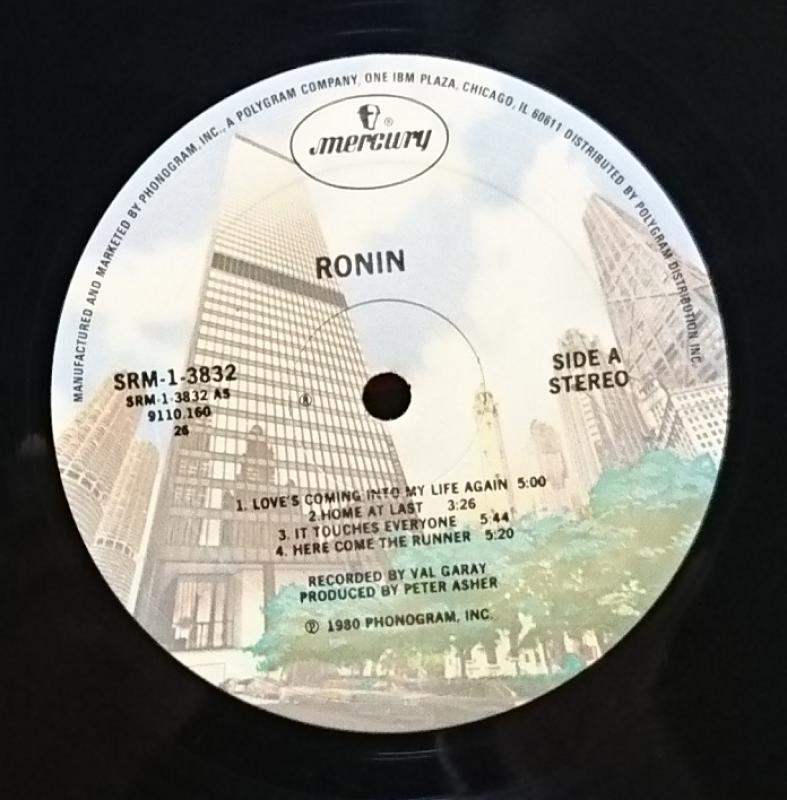 MANUFACTURED AND MARKETED BY PHONOGRAM, INC., A POLYGRAM COMPANY, ONE IBM PLAZA, CHICAGO, IL 60611 DISTRIBUTED BY POLYGRAM DISTRIBUTION, INC.
mercury ®
RONIN
SRM-1-3832
SRM-1-3832 AS
9110.160
26
Ⓡ
SIDE A
STEREO
1. LOVE'S COMING INTO MY LIFE AGAIN 5:00
2.HOME AT LAST 3:26
3. IT TOUCHES EVERYONE 5:44
4. HERE COME THE RUNNER 5:20
RECORDED BY VAL GARAY
PRODUCED BY PETER ASHER
℗ 1980 PHONOGRAM, INC.